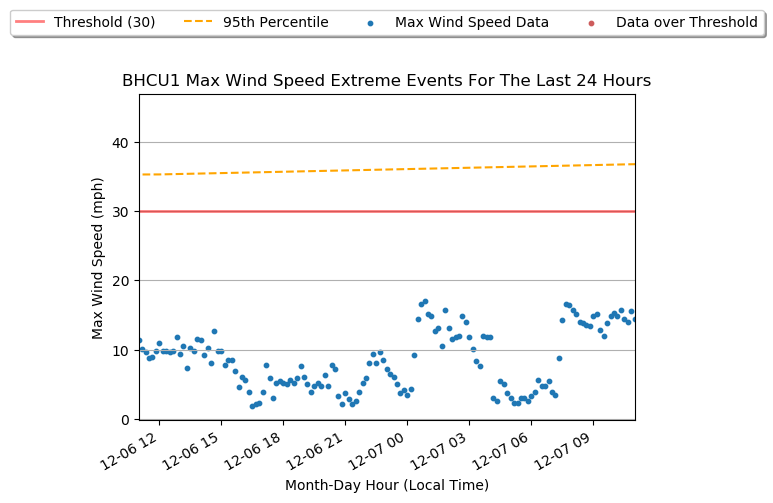 Threshold (30) 95th Percentile Max Wind Speed Data Data over Threshold
BHCU1 Max Wind Speed Extreme Events For The Last 24 Hours
Max Wind Speed (mph)
40
30
20
10
0
12-06 12 12-06 15 12-06 18 12-06 21 12-07 00 12-07 03 12-07 06 12-07 09
Month-Day Hour (Local Time)